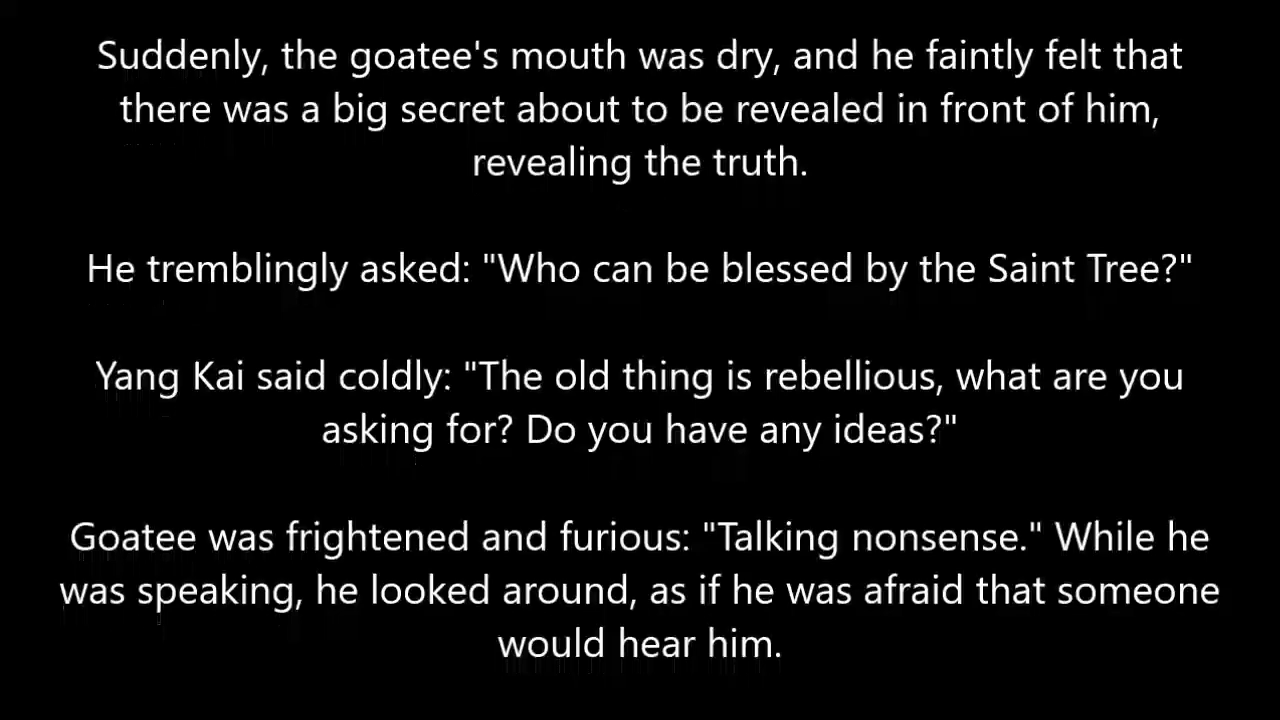 Suddenly, the goatee's mouth was dry, and he faintly felt that
there was a big secret about to be revealed in front of him,
revealing the truth.
He tremblingly asked: "Who can be blessed by the Saint Tree?"
Yang Kai said coldly: "The old thing is rebellious, what are you
asking for? Do you have any ideas?"
Goatee was frightened and furious: "Talking nonsense." While he
was speaking, he looked around, as if he was afraid that someone
would hear him.